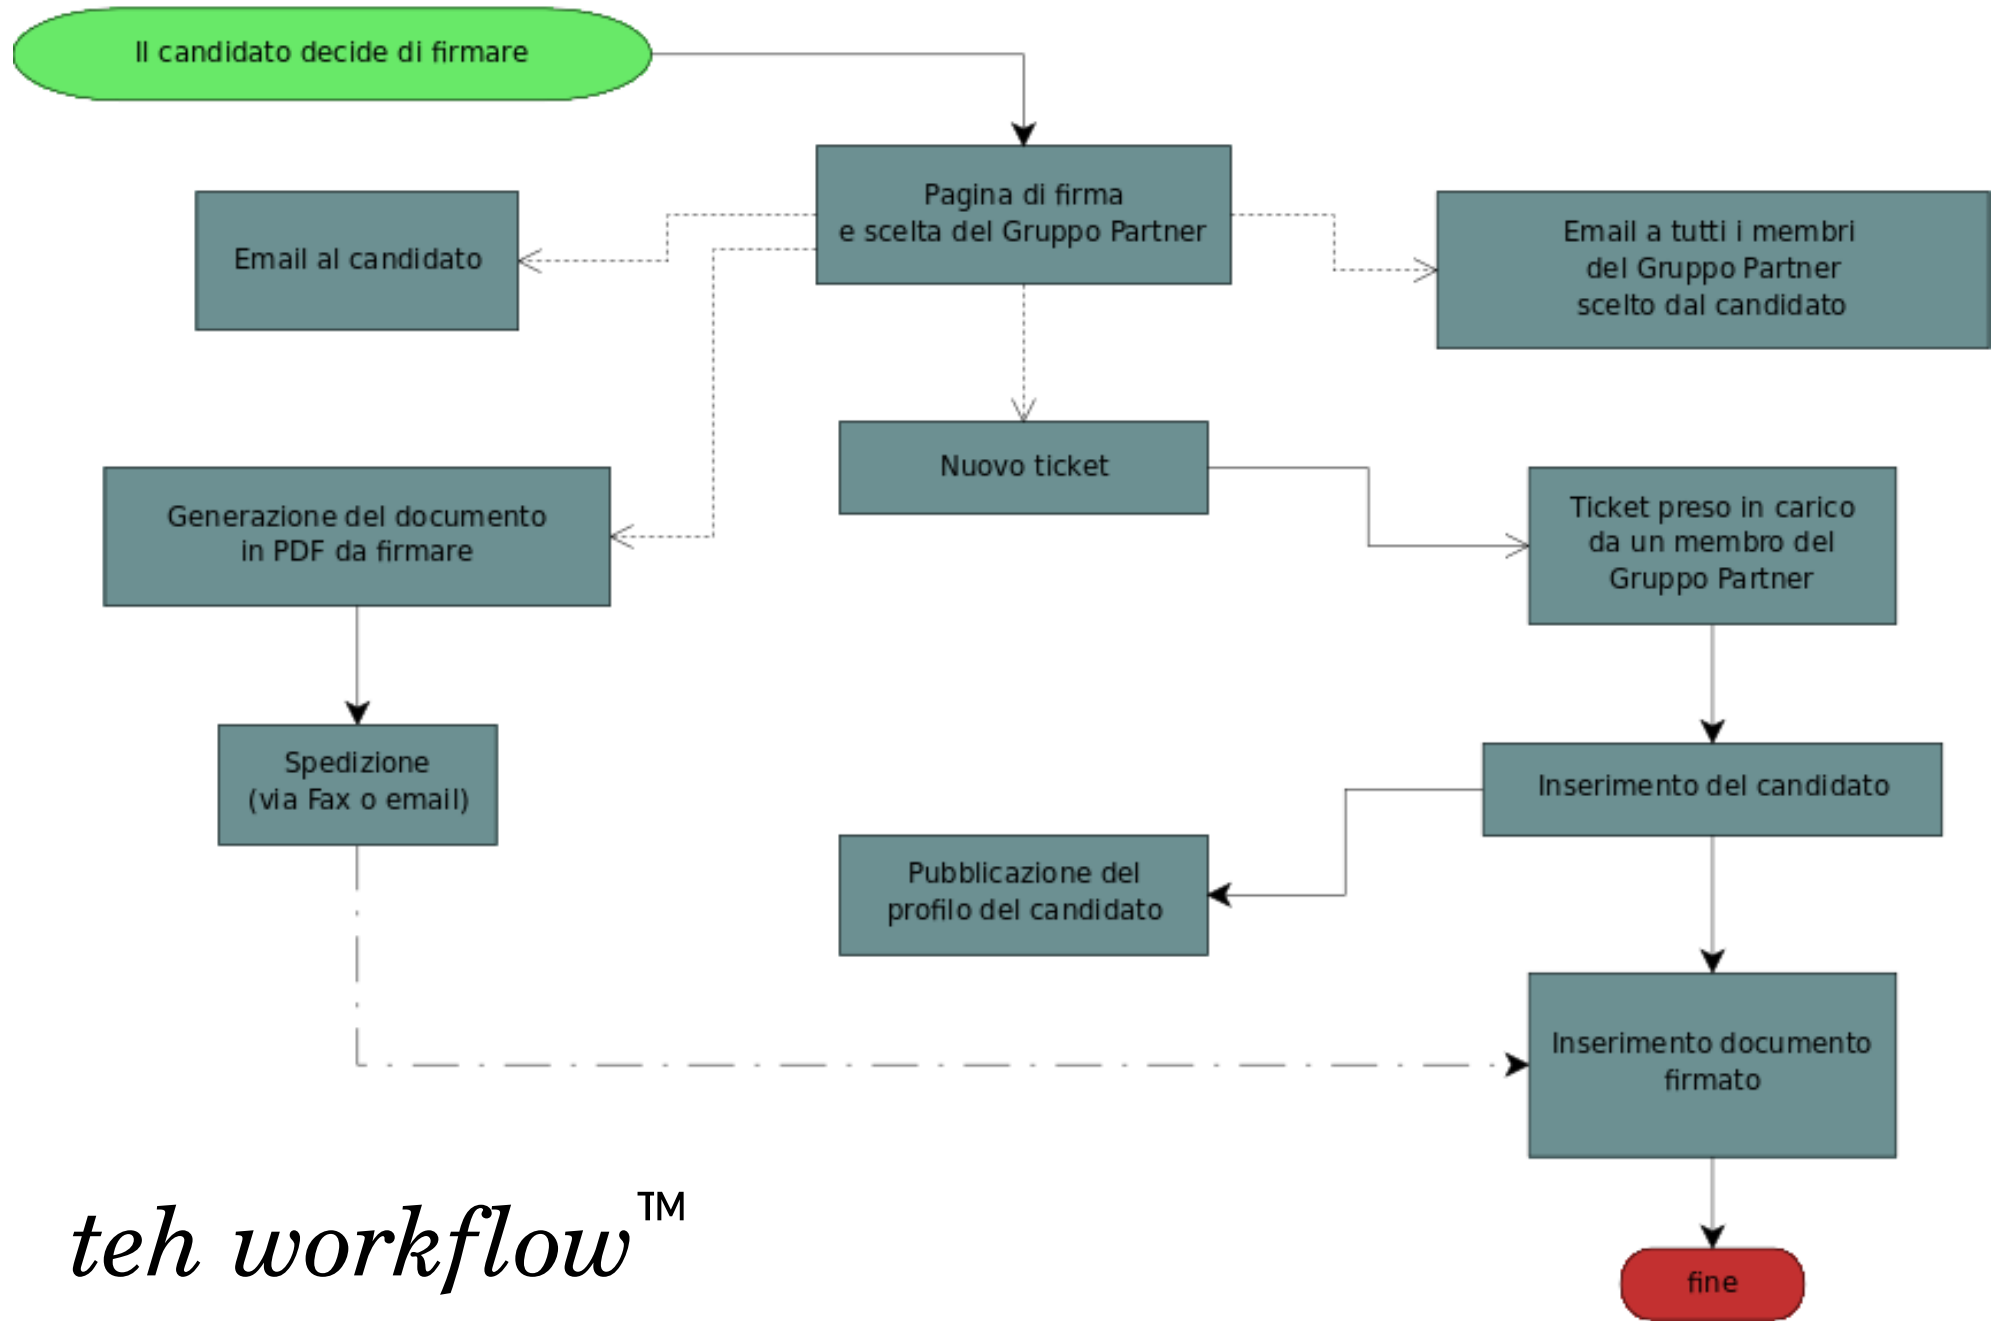 Il candidato decide di firmare
Pagina di firma
e scelta del Gruppo Partner
Email al candidato
Email a tutti i membri
del Gruppo Partner
scelto dal candidato
Nuovo ticket
Generazione del documento
in PDF da firmare
Ticket preso in carico
da un membro del
Gruppo Partner
Spedizione
(via Fax o email)
Inserimento del candidato
Pubblicazione del
profilo del candidato
Inserimento documento
firmato
teh workflow™
fine